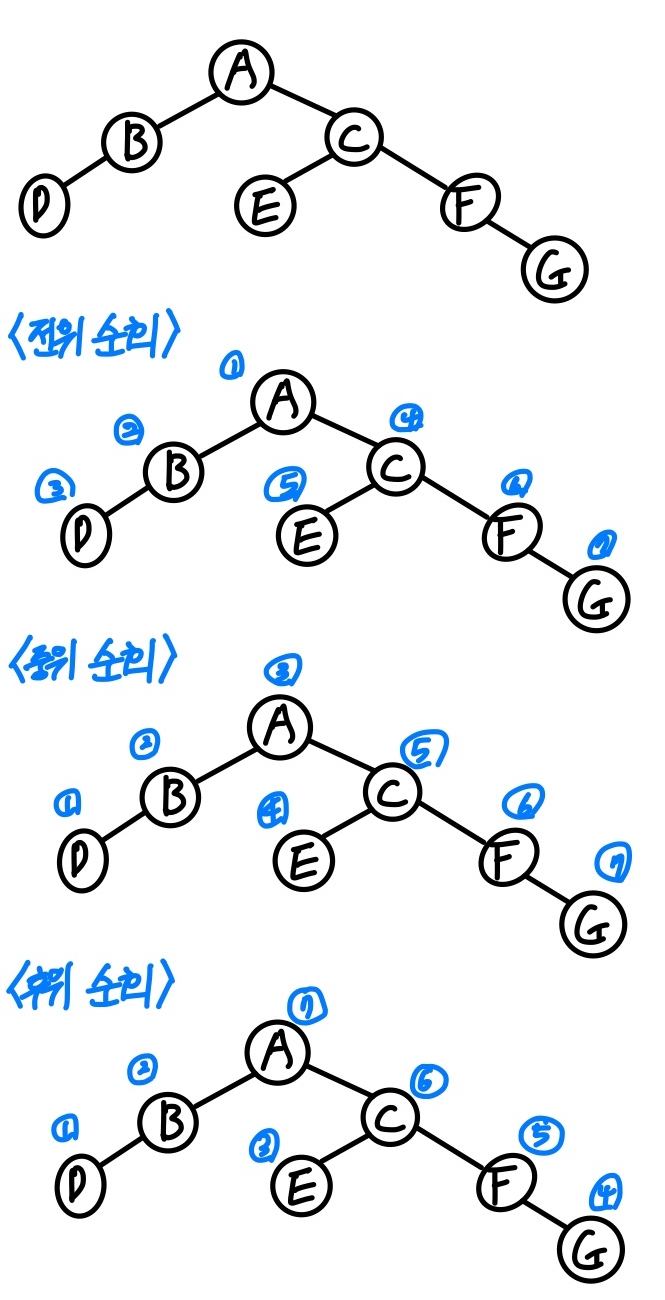 A
B C
D E F
G
<전위 순회>
① A
② B ④ C
③ D ⑤ E ⑥ F
⑦ G
<중위 순회>
③ A
② B ⑤ C
① D ④ E ⑥ F
⑦ G
<후위 순회>
⑦ A
② B ⑥ C
① D ③ E ⑤ F
④ G